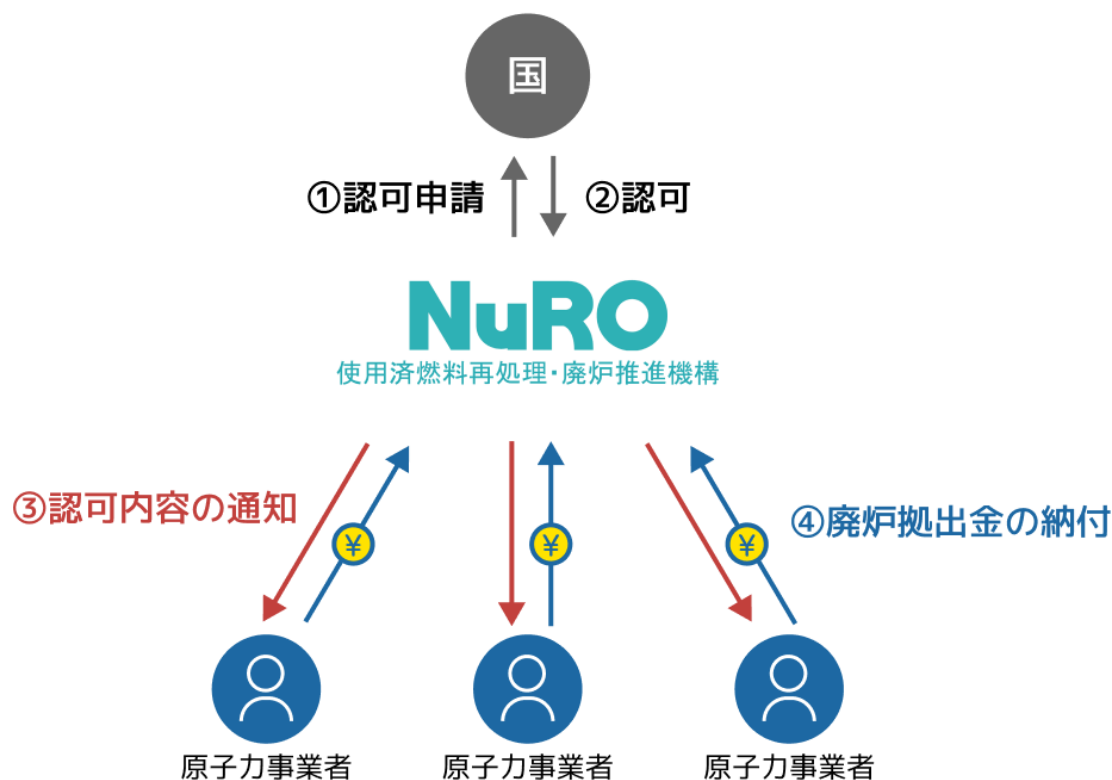 国
①認可申請
②認可
NuRO
使用済燃料再処理・廃炉推進機構
③認可内容の通知
④廃炉拠出金の納付
¥
¥
¥
原子力事業者
原子力事業者
原子力事業者